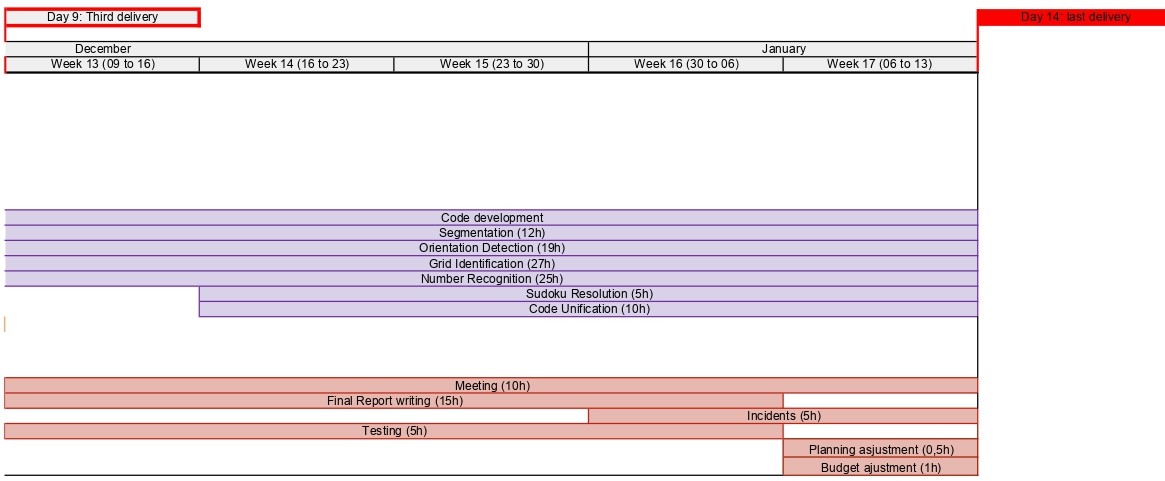 Day 9: Third delivery
Day 14: last delivery
December
January
Week 13 (09 to 16)
Week 14 (16 to 23)
Week 15 (23 to 30)
Week 16 (30 to 06)
Week 17 (06 to 13)
Code development
Segmentation (12h)
Orientation Detection (19h)
Grid Identification (27h)
Number Recognition (25h)
Sudoku Resolution (5h)
Code Unification (10h)
Meeting (10h)
Final Report writing (15h)
Incidents (5h)
Testing (5h)
Planning asjustment (0,5h)
Budget ajustment (1h)